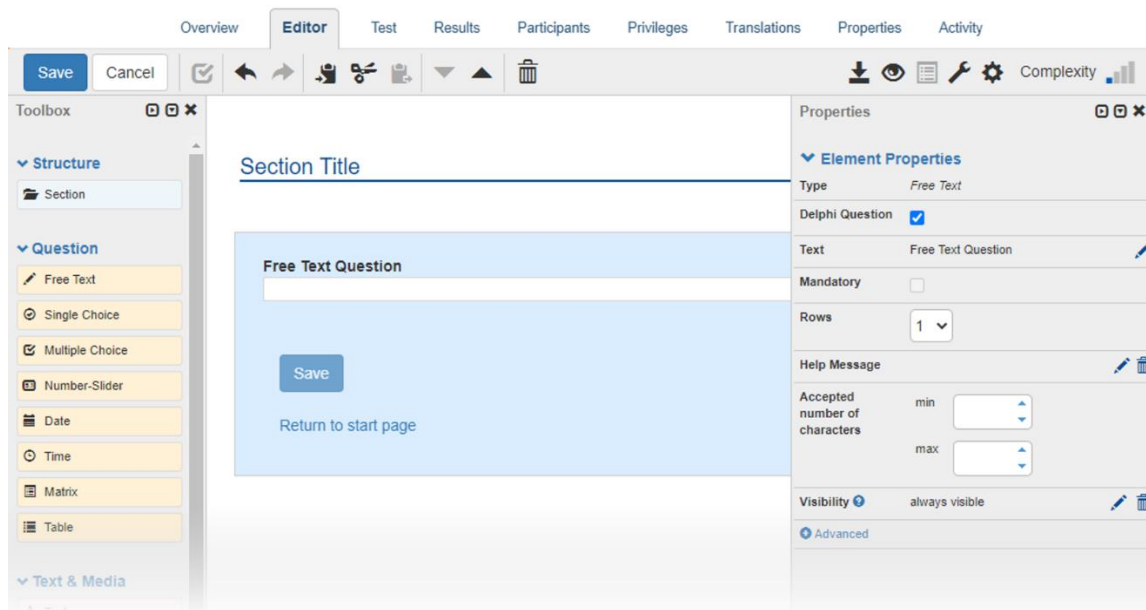 Overview Editor Test Results Participants Privileges Translations Properties Activity
Save Cancel Complexity
Toolbox
Structure
Section
Question
Free Text
Single Choice
Multiple Choice
Number-Slider
Date
Time
Matrix
Table
Text & Media
Section Title
Free Text Question
Save
Return to start page
Properties
Element Properties
Type Free Text
Delphi Question
Text Free Text Question
Mandatory
Rows 1
Help Message
Accepted
number of
characters
min
max
Visibility always visible
Advanced